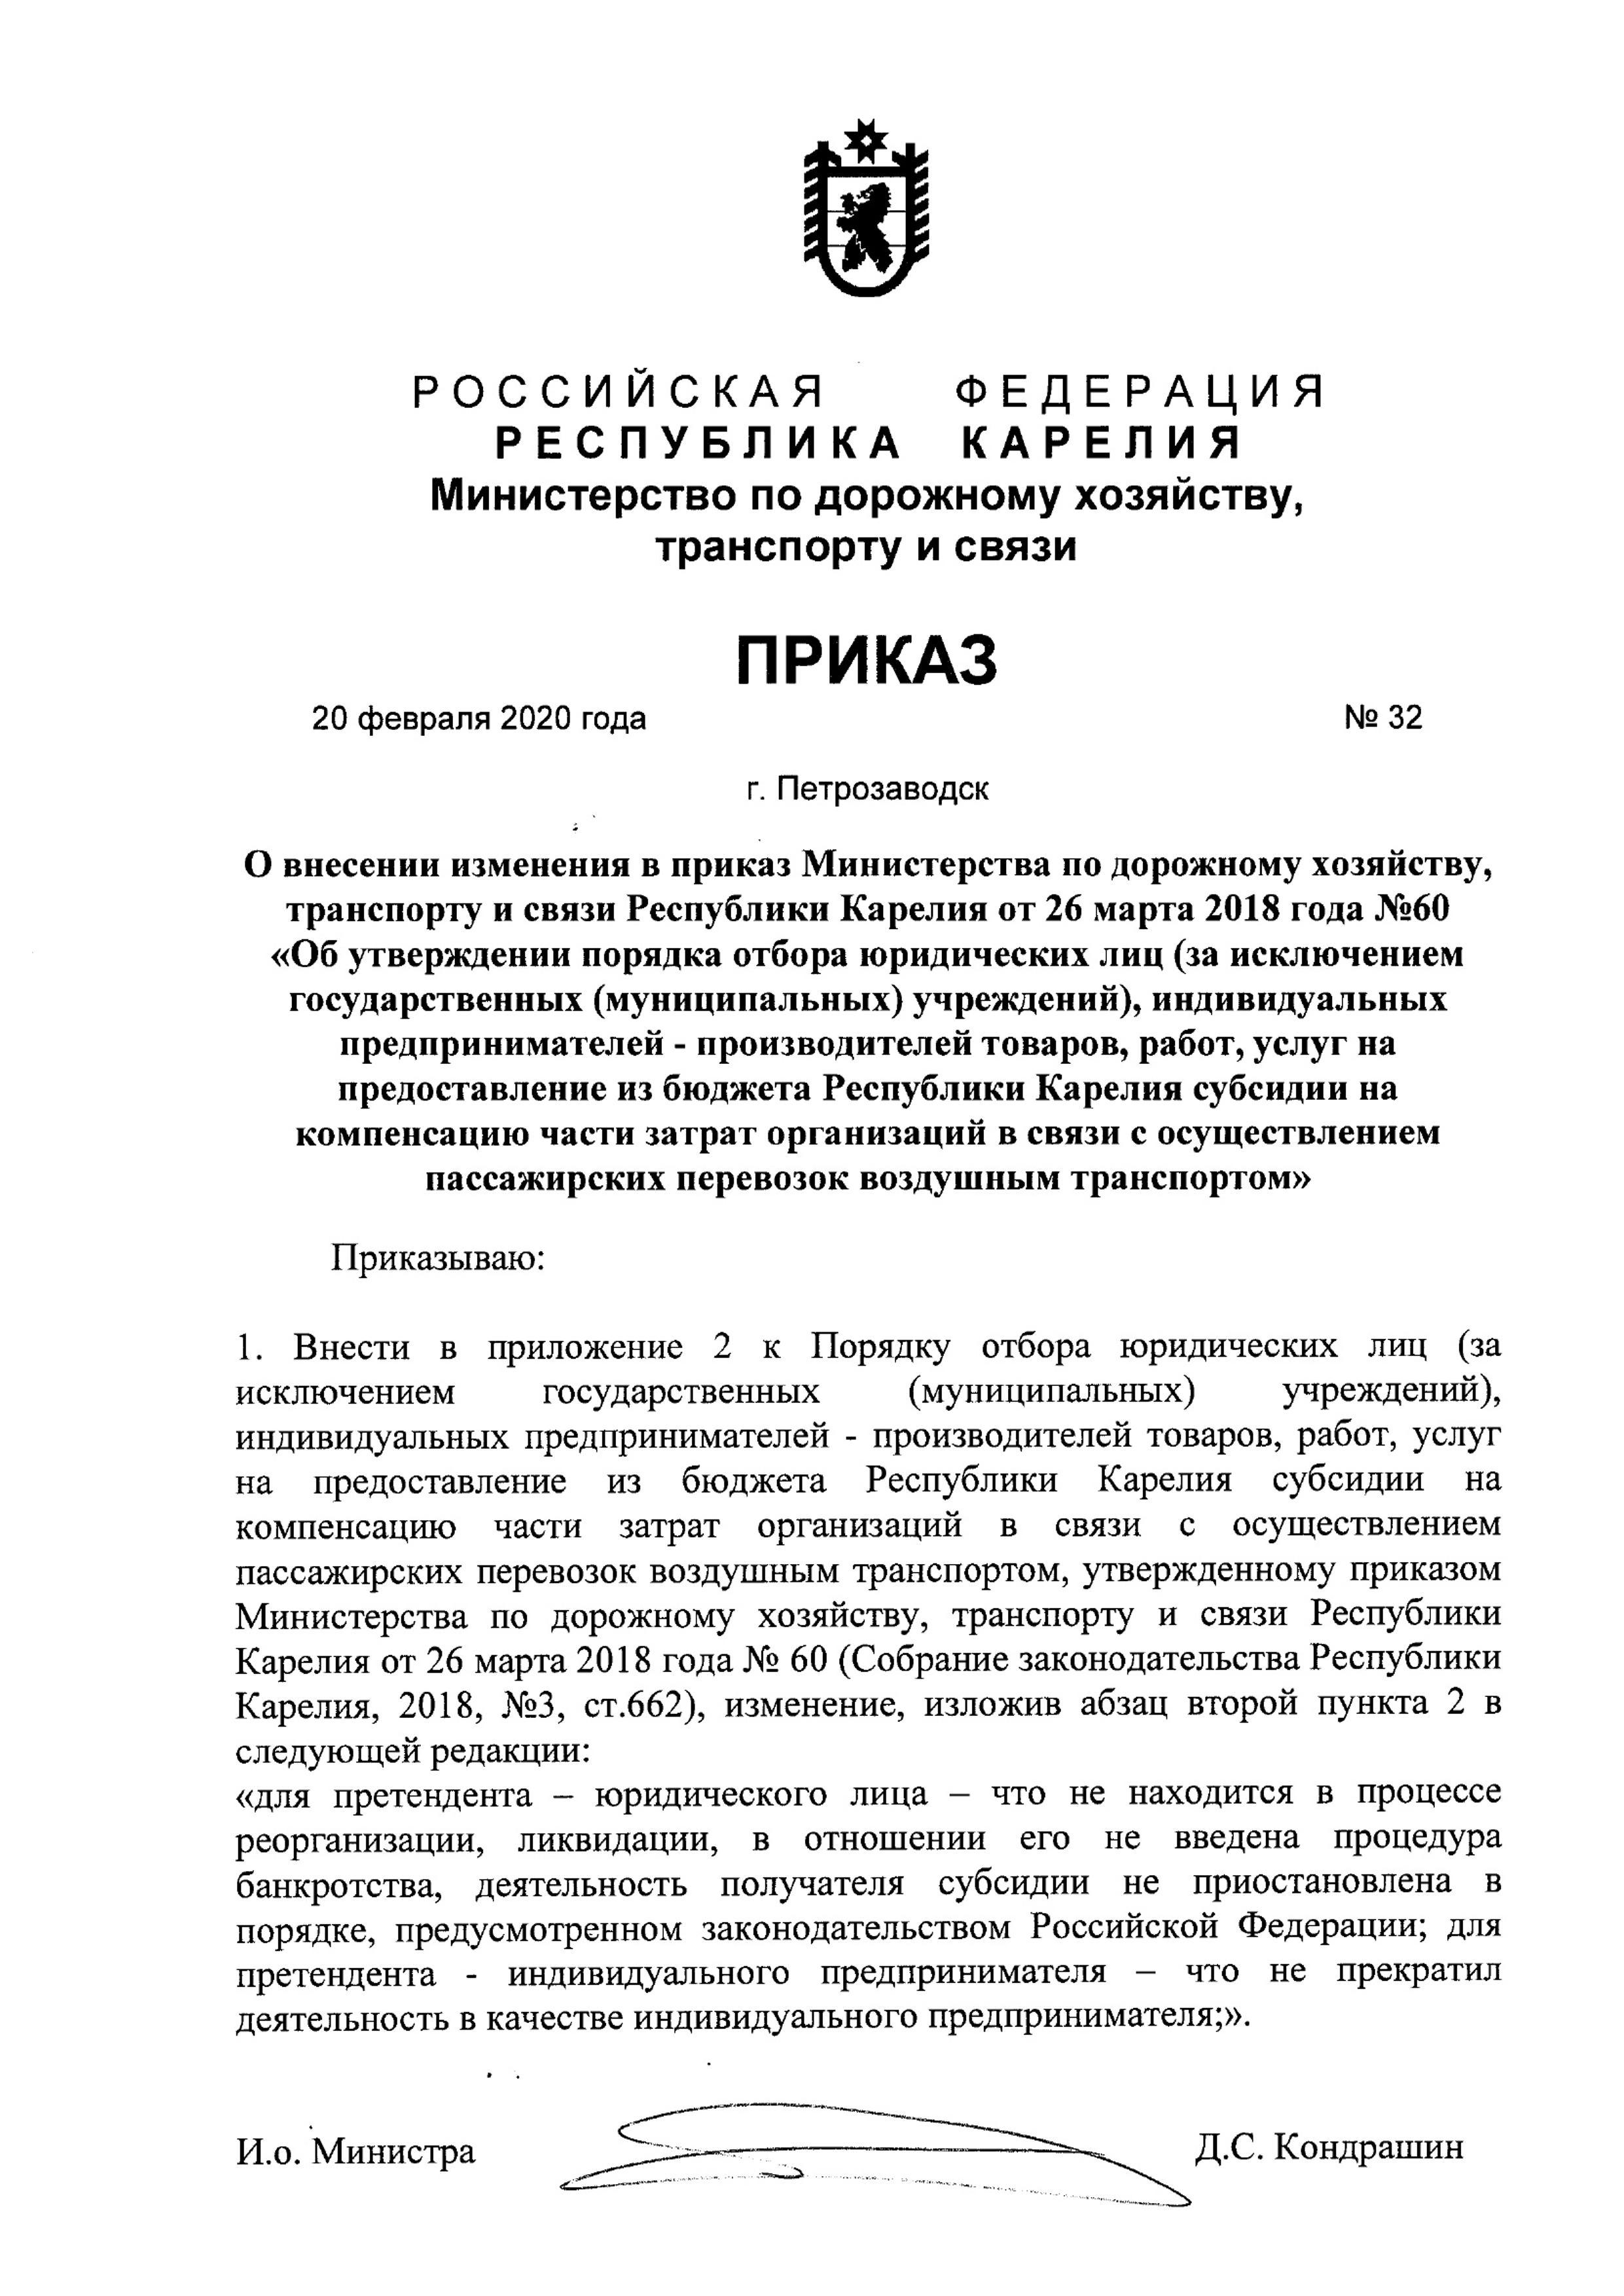 РОССИЙСКАЯ ФЕДЕРАЦИЯ
РЕСПУБЛИКА КАРЕЛИЯ
Министерство по дорожному хозяйству,
транспорту и связи
ПРИКАЗ
20 февраля 2020 года № 32
г. Петрозаводск
О внесении изменения в приказ Министерства по дорожному хозяйству,
транспорту и связи Республики Карелия от 26 марта 2018 года №60
«Об утверждении порядка отбора юридических лиц (за исключением
государственных (муниципальных) учреждений), индивидуальных
предпринимателей - производителей товаров, работ, услуг на
предоставление из бюджета Республики Карелия субсидии на
компенсацию части затрат организаций в связи с осуществлением
пассажирских перевозок воздушным транспортом»
Приказываю:
1. Внести в приложение 2 к Порядку отбора юридических лиц (за
исключением государственных (муниципальных) учреждений),
индивидуальных предпринимателей - производителей товаров, работ, услуг
на предоставление из бюджета Республики Карелия субсидии на
компенсацию части затрат организаций в связи с осуществлением
пассажирских перевозок воздушным транспортом, утвержденному приказом
Министерства по дорожному хозяйству, транспорту и связи Республики
Карелия от 26 марта 2018 года № 60 (Собрание законодательства Республики
Карелия, 2018, №3, ст.662), изменение, изложив абзац второй пункта 2 в
следующей редакции:
«для претендента – юридического лица – что не находится в процессе
реорганизации, ликвидации, в отношении его не введена процедура
банкротства, деятельность получателя субсидии не приостановлена в
порядке, предусмотренном законодательством Российской Федерации; для
претендента - индивидуального предпринимателя – что не прекратил
деятельность в качестве индивидуального предпринимателя;».
И.о. Министра Д.С. Кондрашин